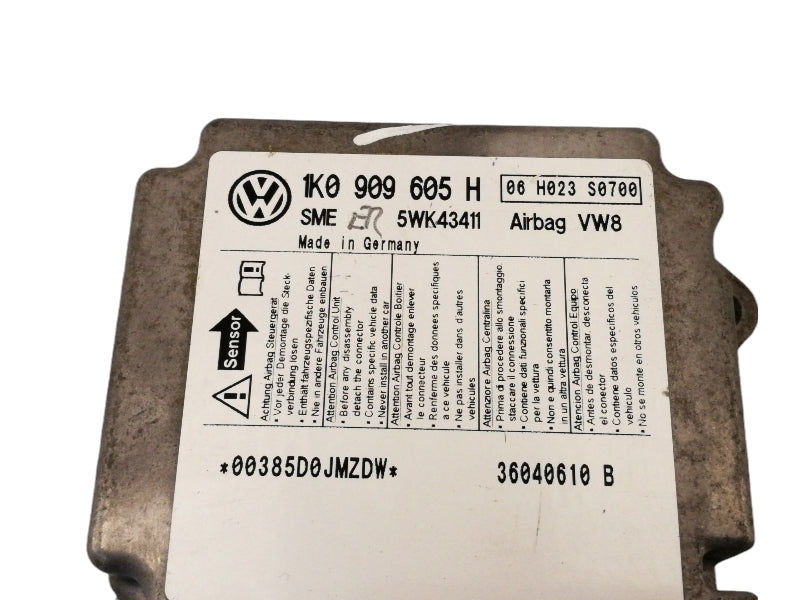 1K0 909 605 H
06 H023 S0700
SME ER 5WK43411 Airbag VW8
Made in Germany
Sensor
Achtung Airbag Steuergerät
• Vor jeder Demontage die Steck-
verbindung lösen
• Enthält fahrzeugspezifische Daten
• Nie in andere Fahrzeuge einbauen
Attention Airbag Control Unit
• Before any disassembly
detach the connector
• Contains specific vehicle data
• Never install in another car
Attention Airbag Controle Boitier
• Avant tout demontage enlever
le connecteur
• Renferme des donnees specifiques
a ce vehicule
• Ne pas installer dans d'autres
vehicules
Attenzione Airbag Centralina
• Prima di procedere allo smontaggio
staccare il connessione
• Contiene dati funzionali specifici
per la vettura
• Non e quindi consentito montarla
in un altra vettura
Atencion Airbag Control Equipo
• Antes de desmontar, desconecta
el conector
• Contiene datos especificos del
vehiculo
• No se monte en otros vehiculos
*00385D0JMZDW*
36040610 B